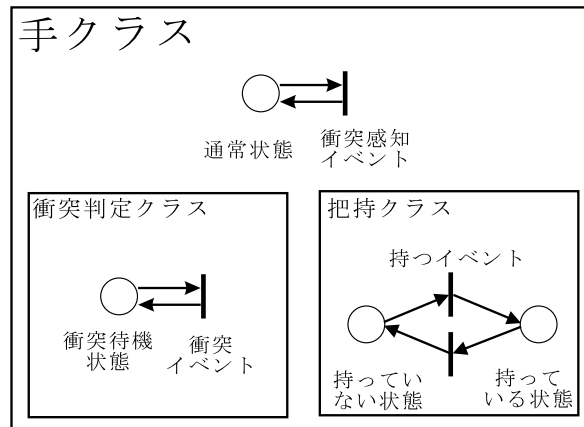 手クラス
通常状態
衝突感知
イベント
衝突判定クラス
衝突待機
状態
衝突
イベント
把持クラス
持つイベント
持ってい
ない状態
持って
いる状態